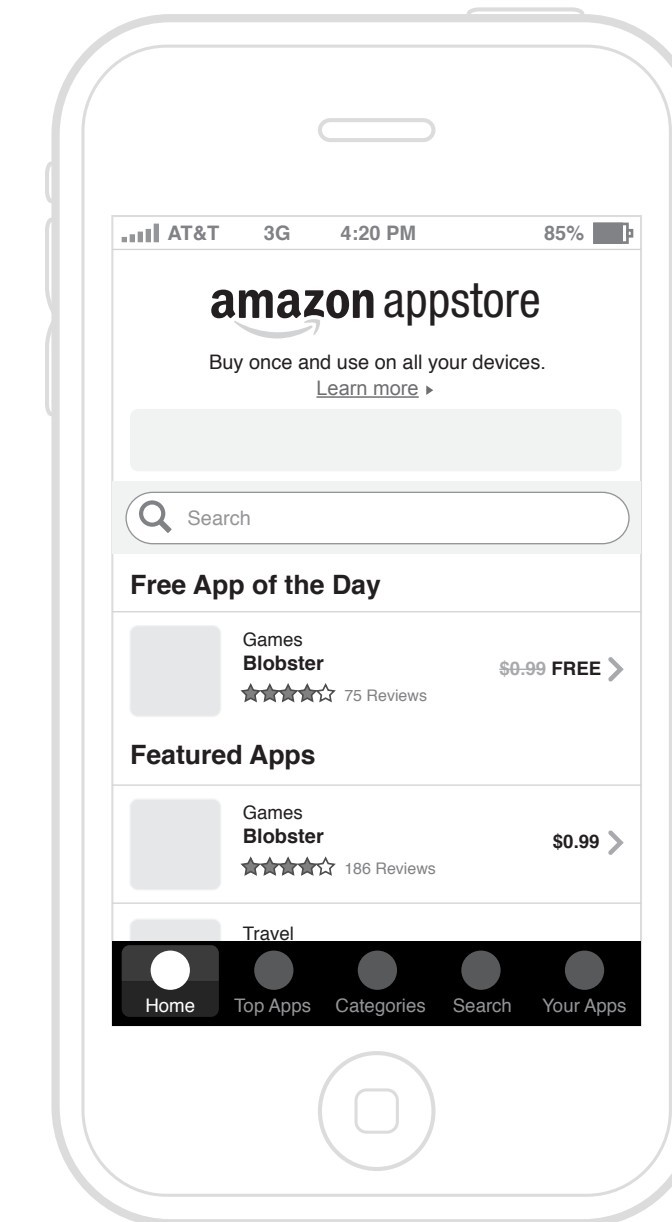 AT&T 3G 4:20 PM 85%
amazon appstore
Buy once and use on all your devices.
Learn more ▸
Search
Free App of the Day
Games
Blobster
$0.99 FREE
75 Reviews
Featured Apps
Games
Blobster
$0.99
186 Reviews
Travel
Home Top Apps Categories Search Your Apps